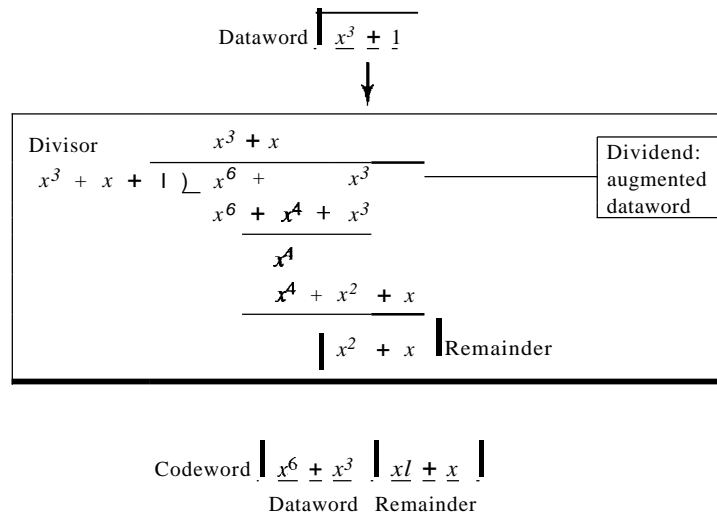 Dataword x³ + 1
x³ + x
Divisor
x³ + x + 1 ) x⁶ + x³
Dividend:
augmented
dataword
x⁶ + x⁴ + x³
x⁴
x⁴ + x² + x
x² + x Remainder
Codeword x⁶ + x³ xl + x
Dataword Remainder